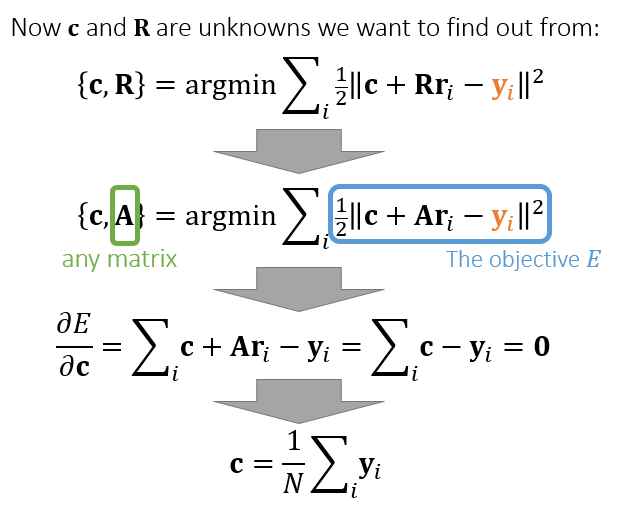 Now c and R are unknowns we want to find out from:
{c, R} = argmin ∑ᵢ ½‖c + Rrᵢ − yᵢ‖²
{c, A} = argmin ∑ᵢ ½‖c + Arᵢ − yᵢ‖²
any matrix The objective E
∂E/∂c = ∑ᵢ c + Arᵢ − yᵢ = ∑ᵢ c − yᵢ = 0
c = 1/N ∑ᵢ yᵢ